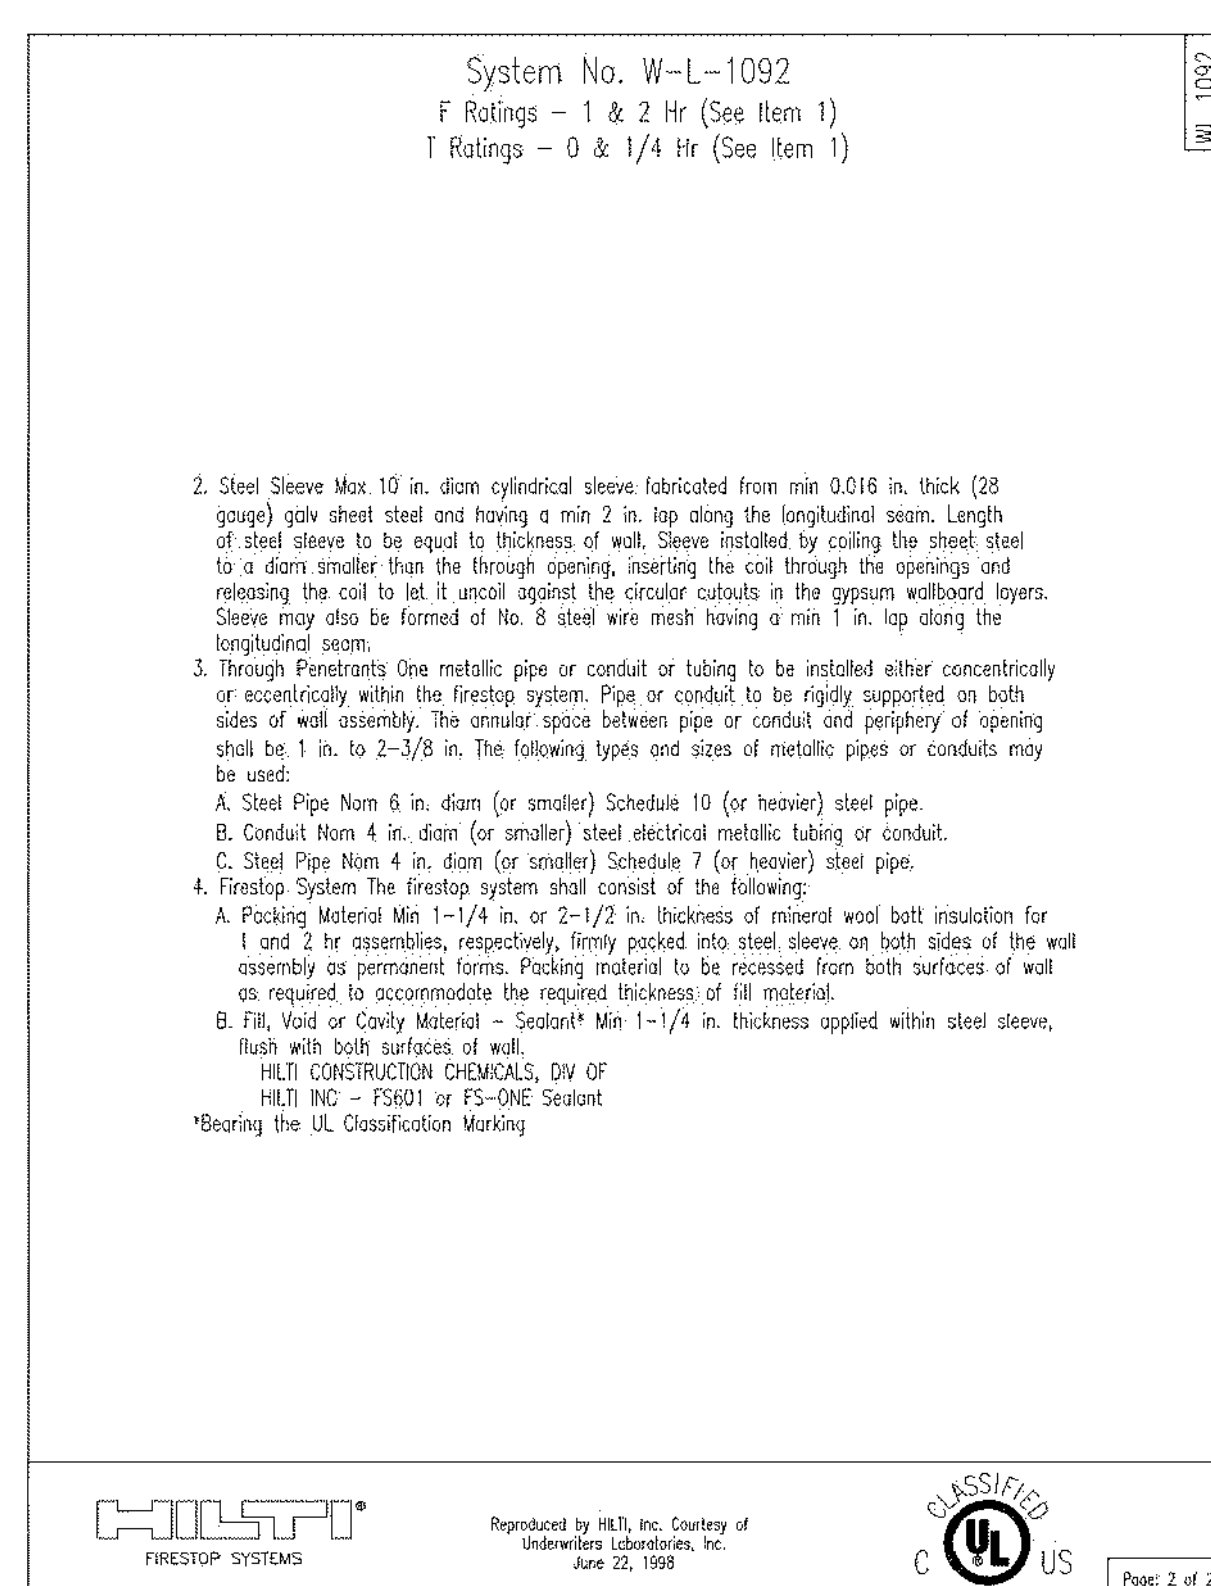 System No. W-L-1092
WL 1092
F Ratings – 1 & 2 Hr (See Item 1)
T Ratings – 0 & 1/4 Hr (See Item 1)
2. Steel Sleeve Max 10 in. diam cylindrical sleeve fabricated from min 0.016 in. thick (28
gauge) galv sheet steel and having a min 2 in. lap along the longitudinal seam. Length
of steel sleeve to be equal to thickness of wall. Sleeve installed by coiling the sheet steel
to a diam smaller than the through opening, inserting the coil through the openings and
releasing the coil to let it uncoil against the circular cutouts in the gypsum wallboard layers.
Sleeve may also be formed of No. 8 steel wire mesh having a min 1 in. lap along the
longitudinal seam.
3. Through Penetrants One metallic pipe or conduit or tubing to be installed either concentrically
or eccentrically within the firestop system. Pipe or conduit to be rigidly supported on both
sides of wall assembly. The annular space between pipe or conduit and periphery of opening
shall be 1 in. to 2-3/8 in. The following types and sizes of metallic pipes or conduits may
be used:
A. Steel Pipe Nom 6 in. diam (or smaller) Schedule 10 (or heavier) steel pipe.
B. Conduit Nom 4 in. diam (or smaller) steel electrical metallic tubing or conduit.
C. Steel Pipe Nom 4 in. diam (or smaller) Schedule 7 (or heavier) steel pipe.
4. Firestop System The firestop system shall consist of the following:
A. Packing Material Min 1-1/4 in. or 2-1/2 in. thickness of mineral wool batt insulation for
1 and 2 hr assemblies, respectively, firmly packed into steel sleeve on both sides of the wall
assembly as permanent forms. Packing material to be recessed from both surfaces of wall
as required to accommodate the required thickness of fill material.
B. Fill, Void or Cavity Material – Sealant* Min 1-1/4 in. thickness applied within steel sleeve,
flush with both surfaces of wall.
HILTI CONSTRUCTION CHEMICALS, DIV OF
HILTI INC – FS601 or FS-ONE Sealant
*Bearing the UL Classification Marking
HILTI®
FIRESTOP SYSTEMS
Reproduced by HILTI, Inc. Courtesy of
Underwriters Laboratories, Inc.
June 22, 1998
CLASSIFIED
C UL® US
Page: 2 of 2